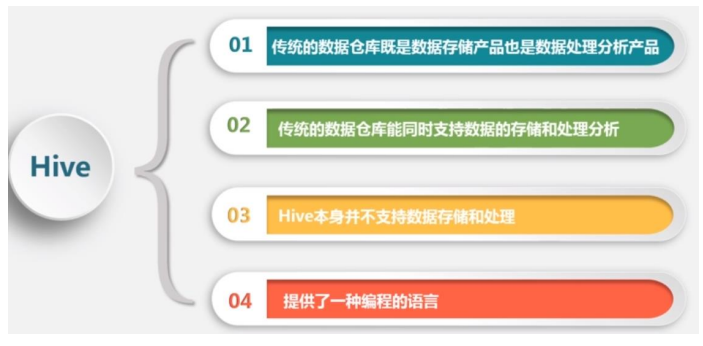 Hive
01 传统的数据仓库既是数据存储产品也是数据处理分析产品
02 传统的数据仓库能同时支持数据的存储和处理分析
03 Hive本身并不支持数据存储和处理
04 提供了一种编程的语言